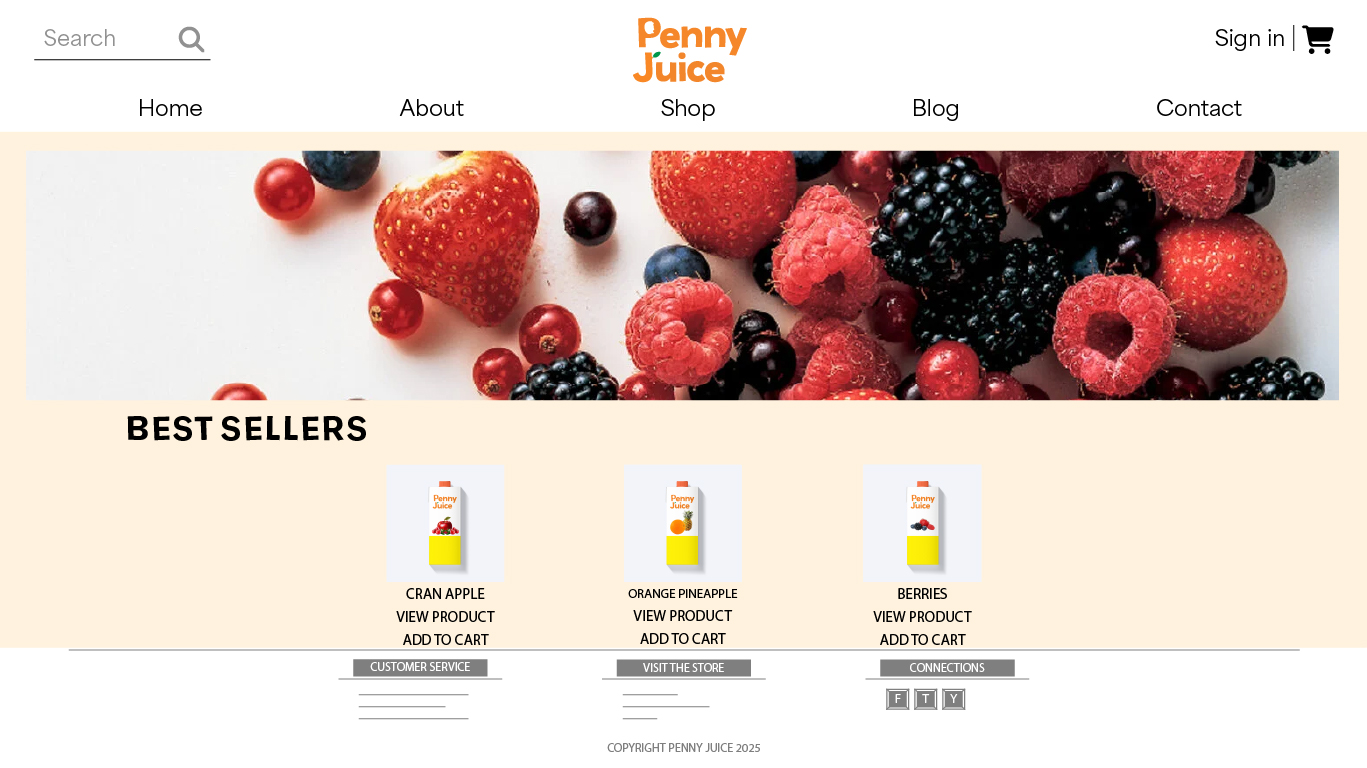 Search
Penny
Juice
Sign in
Home
About
Shop
Blog
Contact
BEST SELLERS
Penny
Juice
Penny
Juice
Penny
Juice
CRAN APPLE
VIEW PRODUCT
ADD TO CART
ORANGE PINEAPPLE
VIEW PRODUCT
ADD TO CART
BERRIES
VIEW PRODUCT
ADD TO CART
CUSTOMER SERVICE
VISIT THE STORE
CONNECTIONS
F T Y
COPYRIGHT PENNY JUICE 2025